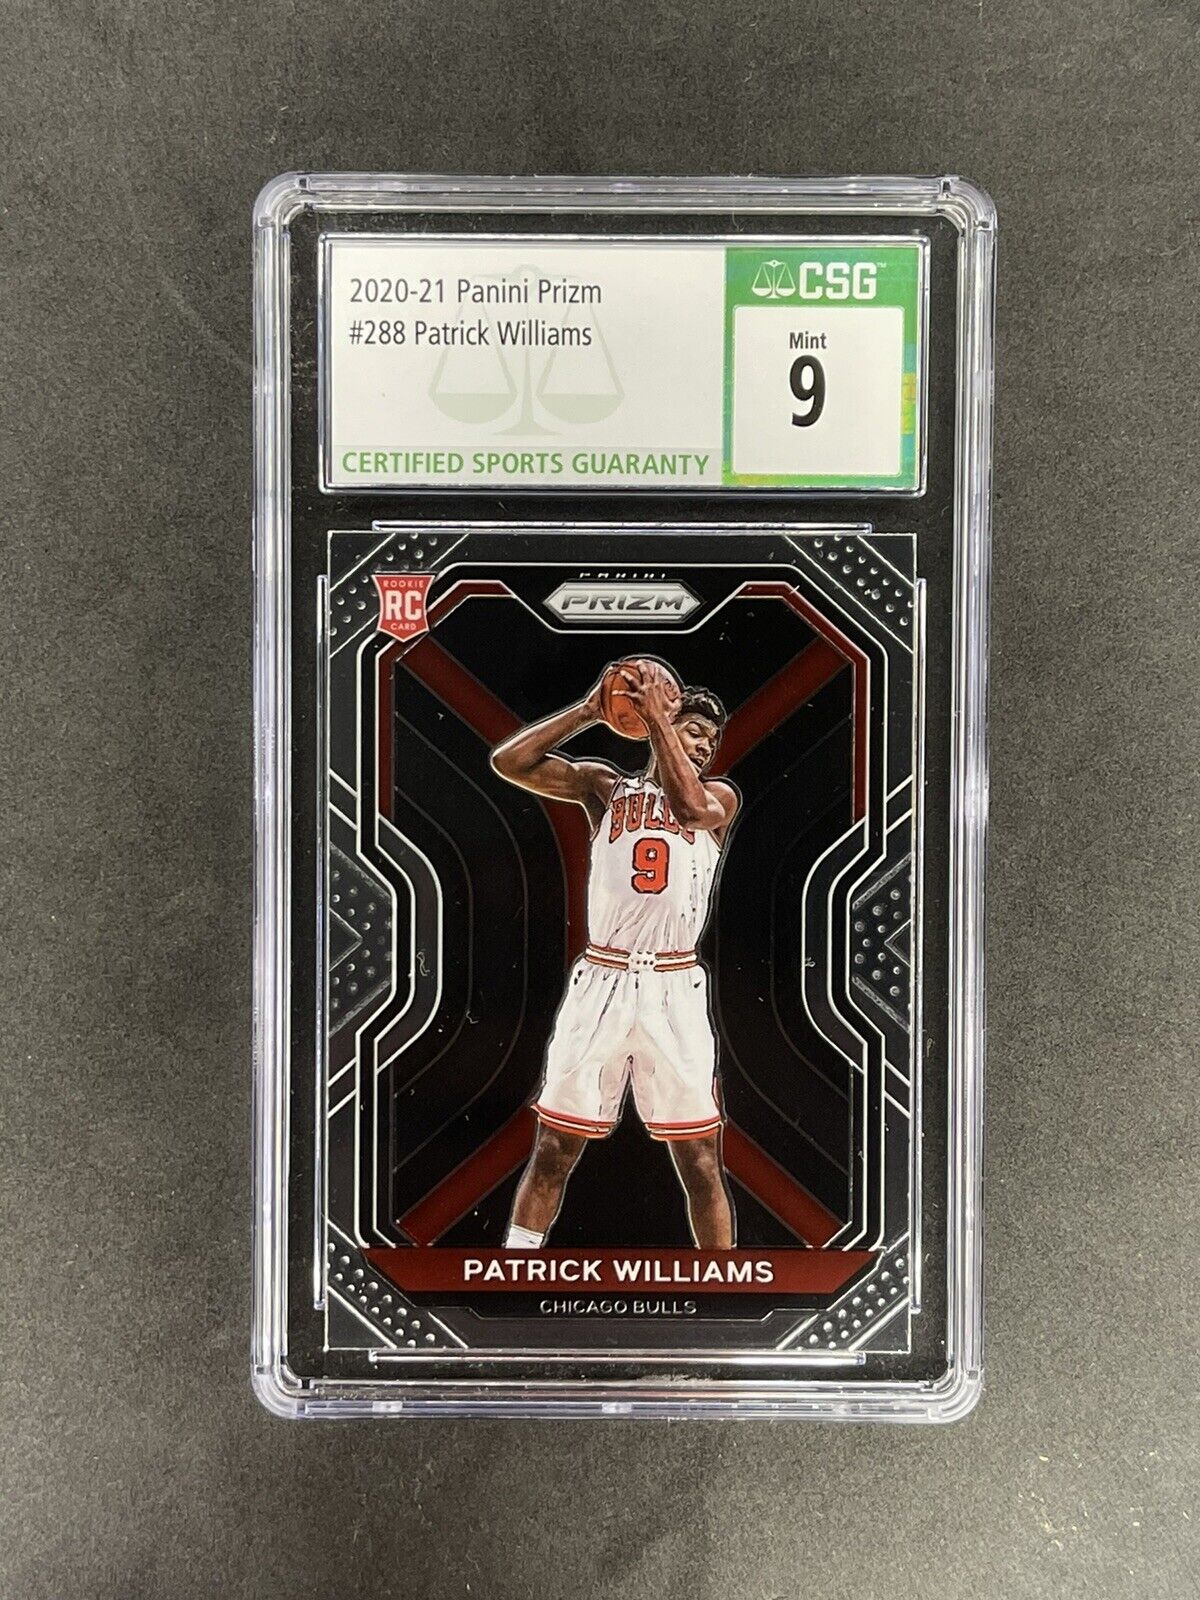 2020-21 Panini Prizm
#288 Patrick Williams
CERTIFIED SPORTS GUARANTY
CSG™
Mint
9
ROOKIE
RC
CARD
PANINI
PRIZM
BULLS
9
PATRICK WILLIAMS
CHICAGO BULLS